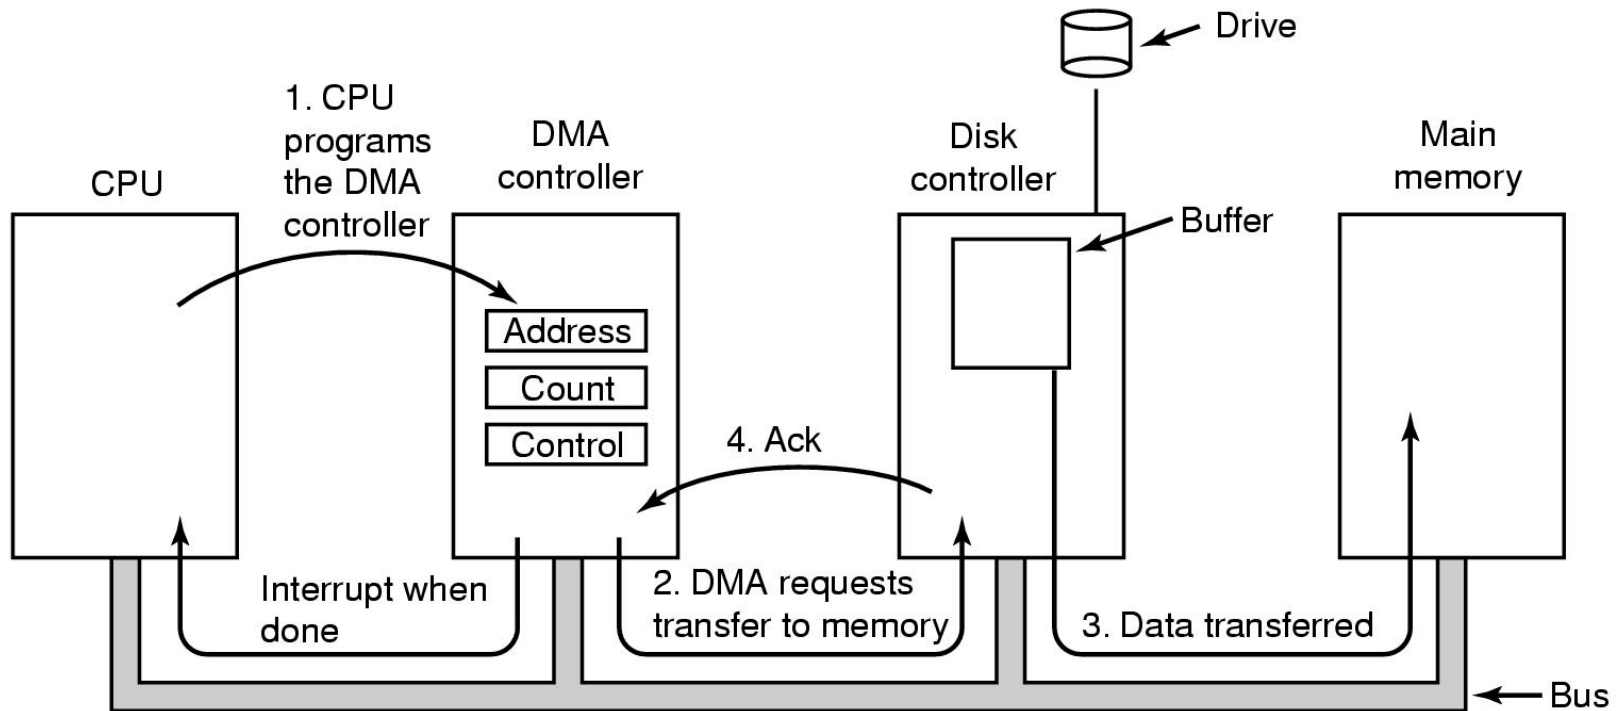 Drive
1. CPU
programs
the DMA
controller
DMA
controller
Disk
controller
Main
memory
CPU
Buffer
Address
Count
Control
4. Ack
Interrupt when
done
2. DMA requests
transfer to memory
3. Data transferred
Bus